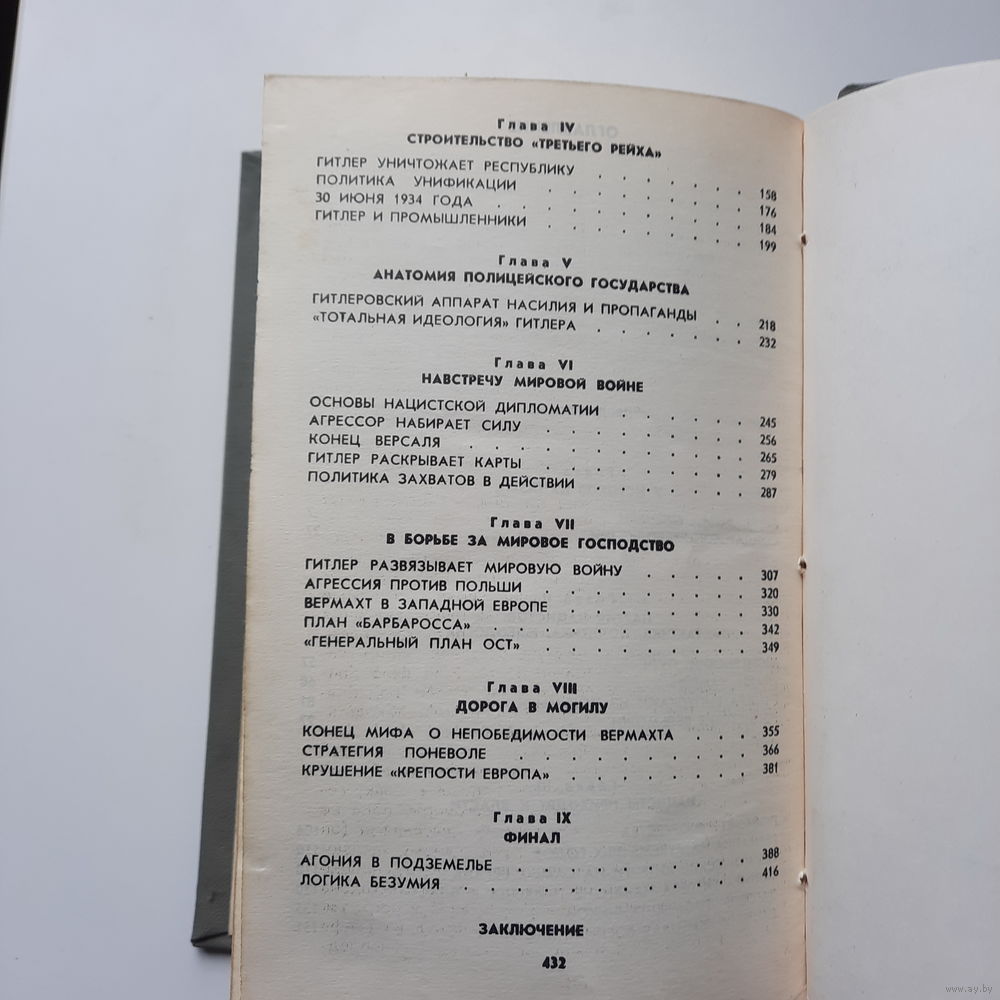 Глава IV
СТРОИТЕЛЬСТВО «ТРЕТЬЕГО РЕЙХА»
ГИТЛЕР УНИЧТОЖАЕТ РЕСПУБЛИКУ . . . . . . 158
ПОЛИТИКА УНИФИКАЦИИ . . . . . . . . 176
30 ИЮНЯ 1934 ГОДА . . . . . . . . . 184
ГИТЛЕР И ПРОМЫШЛЕННИКИ . . . . . . . . 199
Глава V
АНАТОМИЯ ПОЛИЦЕЙСКОГО ГОСУДАРСТВА
ГИТЛЕРОВСКИЙ АППАРАТ НАСИЛИЯ И ПРОПАГАНДЫ . . 218
«ТОТАЛЬНАЯ ИДЕОЛОГИЯ» ГИТЛЕРА . . . . . . 232
Глава VI
НАВСТРЕЧУ МИРОВОЙ ВОЙНЕ
ОСНОВЫ НАЦИСТСКОЙ ДИПЛОМАТИИ . . . . . 245
АГРЕССОР НАБИРАЕТ СИЛУ . . . . . . . . 256
КОНЕЦ ВЕРСАЛЯ . . . . . . . . . . 265
ГИТЛЕР РАСКРЫВАЕТ КАРТЫ . . . . . . . . 279
ПОЛИТИКА ЗАХВАТОВ В ДЕЙСТВИИ . . . . . . 287
Глава VII
В БОРЬБЕ ЗА МИРОВОЕ ГОСПОДСТВО
ГИТЛЕР РАЗВЯЗЫВАЕТ МИРОВУЮ ВОЙНУ . . . . . 307
АГРЕССИЯ ПРОТИВ ПОЛЬШИ . . . . . . . . 320
ВЕРМАХТ В ЗАПАДНОЙ ЕВРОПЕ . . . . . . . 330
ПЛАН «БАРБАРОССА» . . . . . . . . . . 342
«ГЕНЕРАЛЬНЫЙ ПЛАН ОСТ» . . . . . . . . 349
Глава VIII
ДОРОГА В МОГИЛУ
КОНЕЦ МИФА О НЕПОБЕДИМОСТИ ВЕРМАХТА . . . 355
СТРАТЕГИЯ ПОНЕВОЛЕ . . . . . . . . . 366
КРУШЕНИЕ «КРЕПОСТИ ЕВРОПА» . . . . . . . 381
Глава IX
ФИНАЛ
АГОНИЯ В ПОДЗЕМЕЛЬЕ . . . . . . . . . 388
ЛОГИКА БЕЗУМИЯ . . . . . . . . . . . 416
ЗАКЛЮЧЕНИЕ
432
www.ay.by